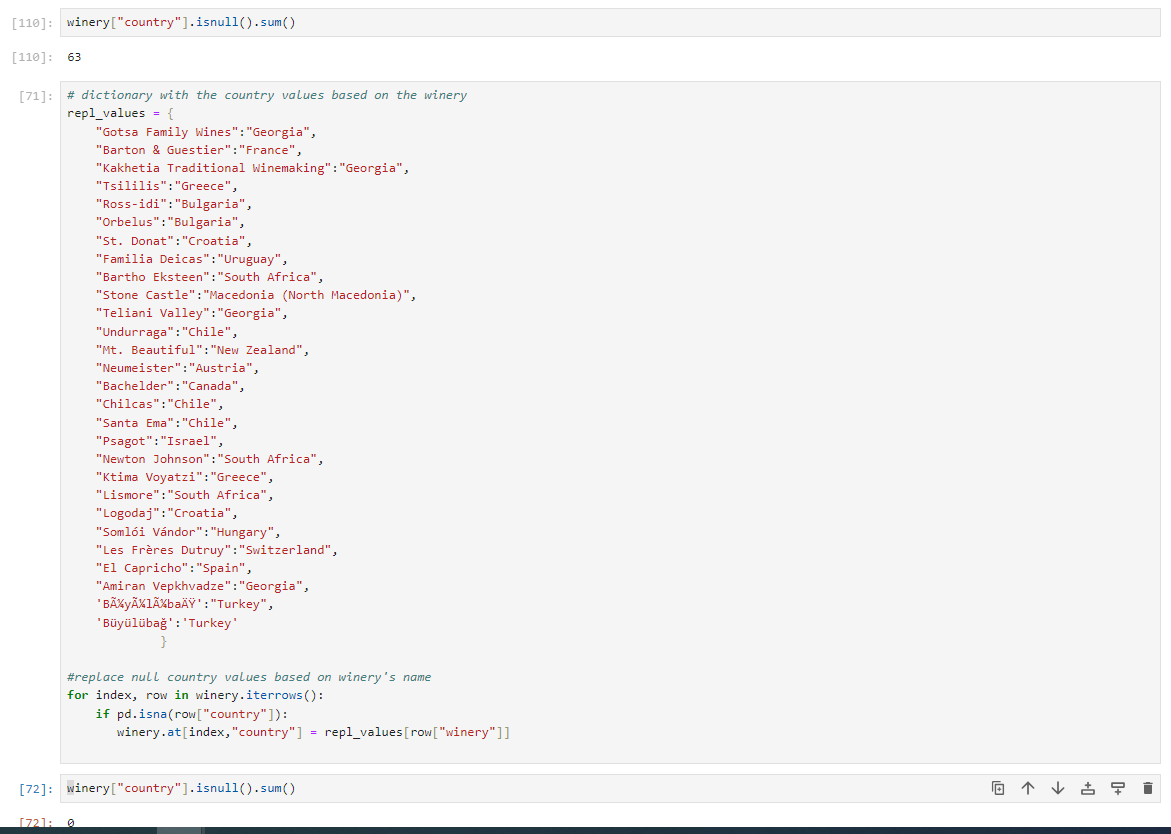 [110]: winery["country"].isnull().sum()
[110]: 63
[71]: # dictionary with the country values based on the winery
repl_values = {
    "Gotsa Family Wines":"Georgia",
    "Barton & Guestier":"France",
    "Kakhetia Traditional Winemaking":"Georgia",
    "Tsililis":"Greece",
    "Ross-idi":"Bulgaria",
    "Orbelus":"Bulgaria",
    "St. Donat":"Croatia",
    "Familia Deicas":"Uruguay",
    "Bartho Eksteen":"South Africa",
    "Stone Castle":"Macedonia (North Macedonia)",
    "Teliani Valley":"Georgia",
    "Undurraga":"Chile",
    "Mt. Beautiful":"New Zealand",
    "Neumeister":"Austria",
    "Bachelder":"Canada",
    "Chilcas":"Chile",
    "Santa Ema":"Chile",
    "Psagot":"Israel",
    "Newton Johnson":"South Africa",
    "Ktima Voyatzi":"Greece",
    "Lismore":"South Africa",
    "Logodaj":"Croatia",
    "Somlói Vándor":"Hungary",
    "Les Frères Dutruy":"Switzerland",
    "El Capricho":"Spain",
    "Amiran Vepkhvadze":"Georgia",
    'BÃ¼yÃ¼lÃ¼baÄŸ':"Turkey",
    'Büyülübağ':'Turkey'
}
#replace null country values based on winery's name
for index, row in winery.iterrows():
    if pd.isna(row["country"]):
       winery.at[index,"country"] = repl_values[row["winery"]]
[72]: winery["country"].isnull().sum()
[72]: 0